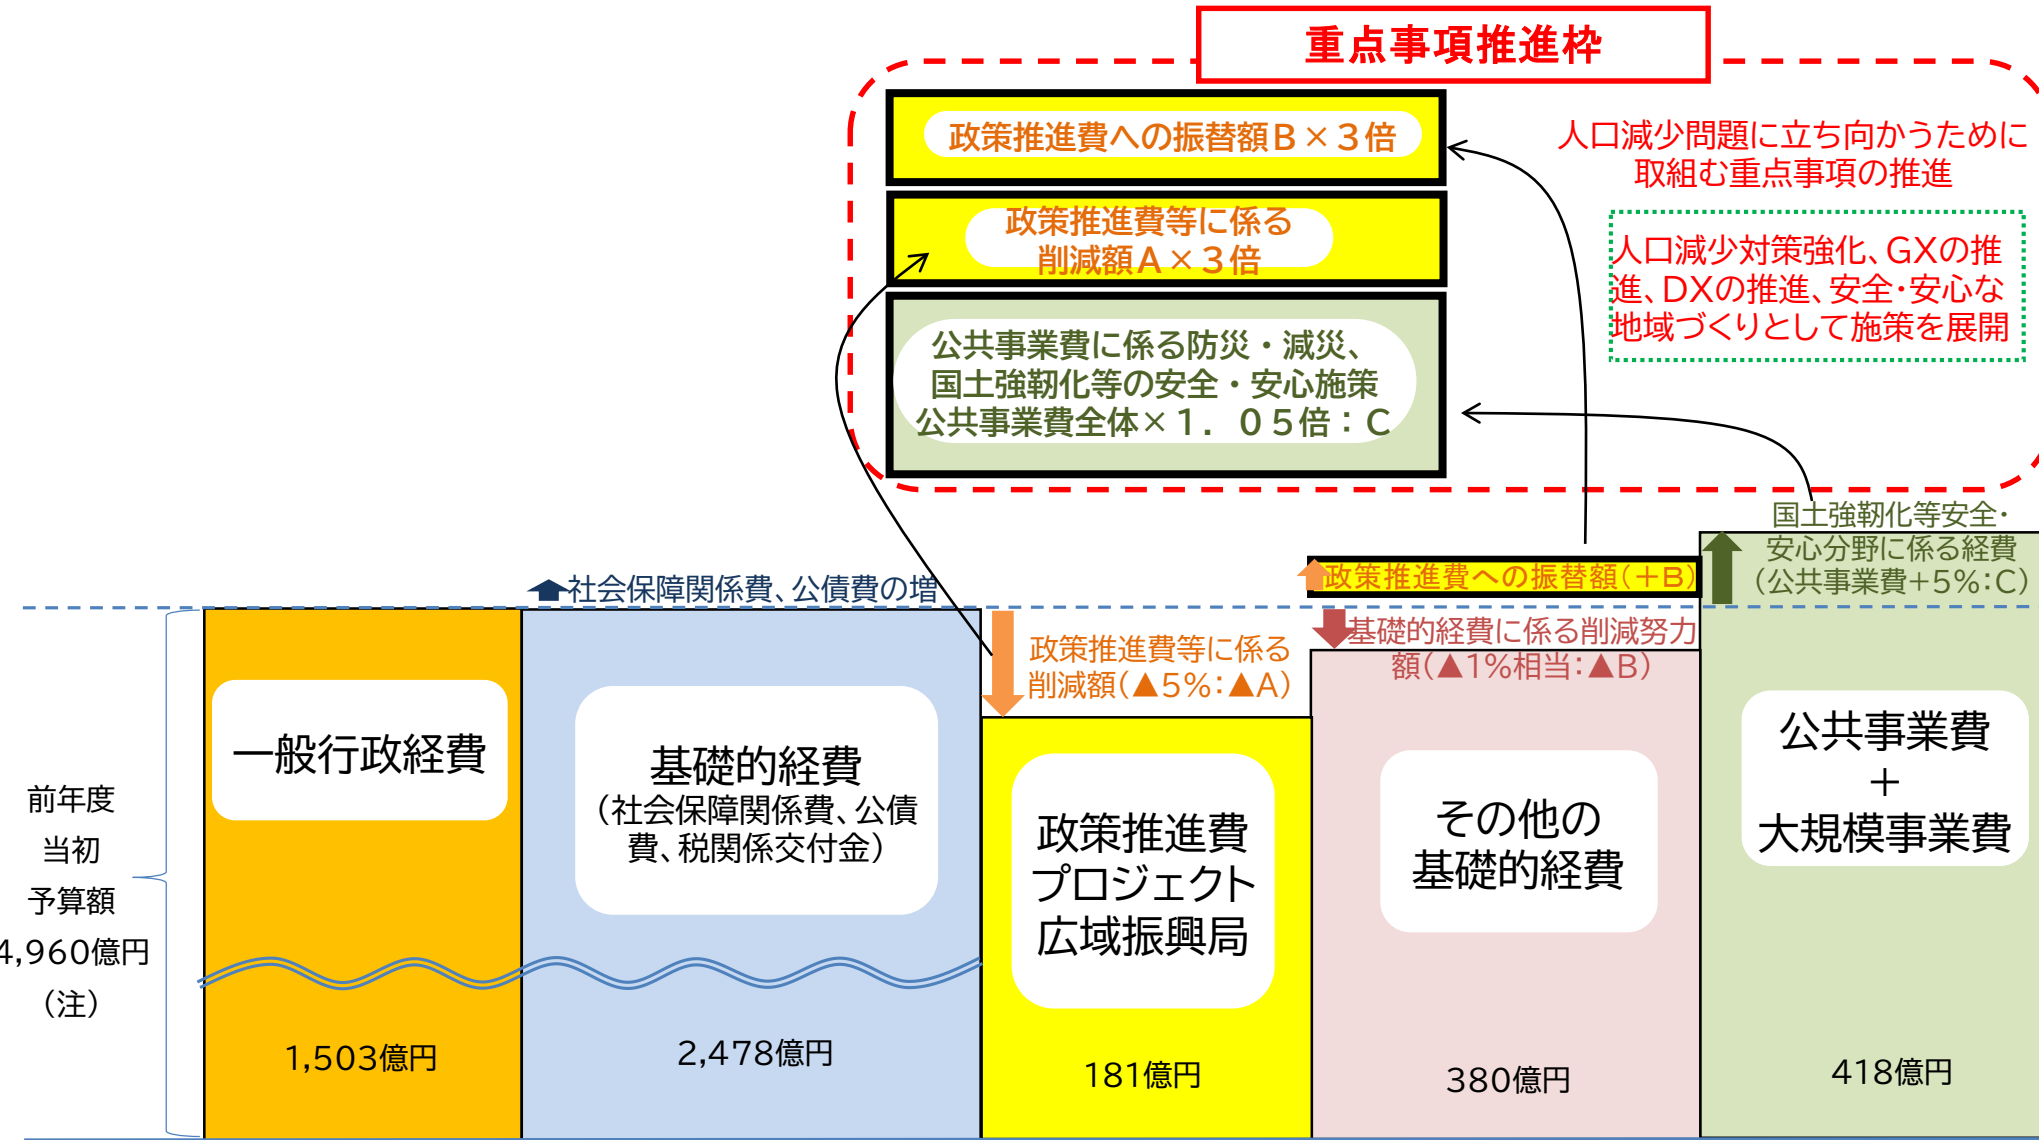 重点事項推進枠
政策推進費への振替額B×3倍
政策推進費等に係る
削減額A×3倍
公共事業費に係る防災・減災、
国土強靭化等の安全・安心施策
公共事業費全体×1．05倍：C
人口減少問題に立ち向かうために
取組む重点事項の推進
人口減少対策強化、GXの推
進、DXの推進、安全・安心な
地域づくりとして施策を展開
国土強靭化等安全・
安心分野に係る経費
（公共事業費+5%：C）
社会保障関係費、公債費の増
政策推進費への振替額（+B）
政策推進費等に係る
削減額（▲5%：▲A）
基礎的経費に係る削減努力
額（▲1%相当：▲B）
前年度
当初
予算額
4,960億円
（注）
一般行政経費
1,503億円
基礎的経費
（社会保障関係費、公債
費、税関係交付金）
2,478億円
政策推進費
プロジェクト
広域振興局
181億円
その他の
基礎的経費
380億円
公共事業費
＋
大規模事業費
418億円